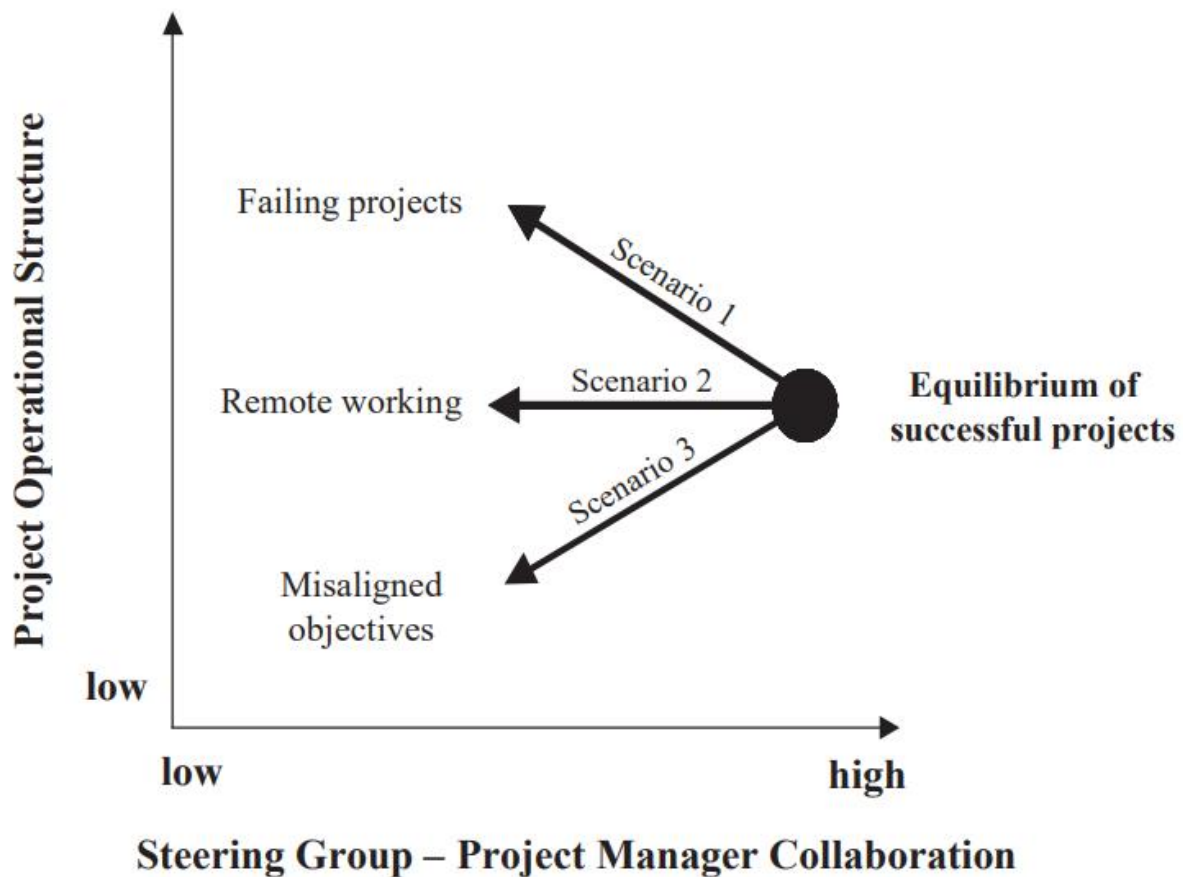 Project Operational Structure
Failing projects
Scenario 1
Remote working
Scenario 2
Equilibrium of
successful projects
Scenario 3
Misaligned
objectives
low
low
high
Steering Group – Project Manager Collaboration